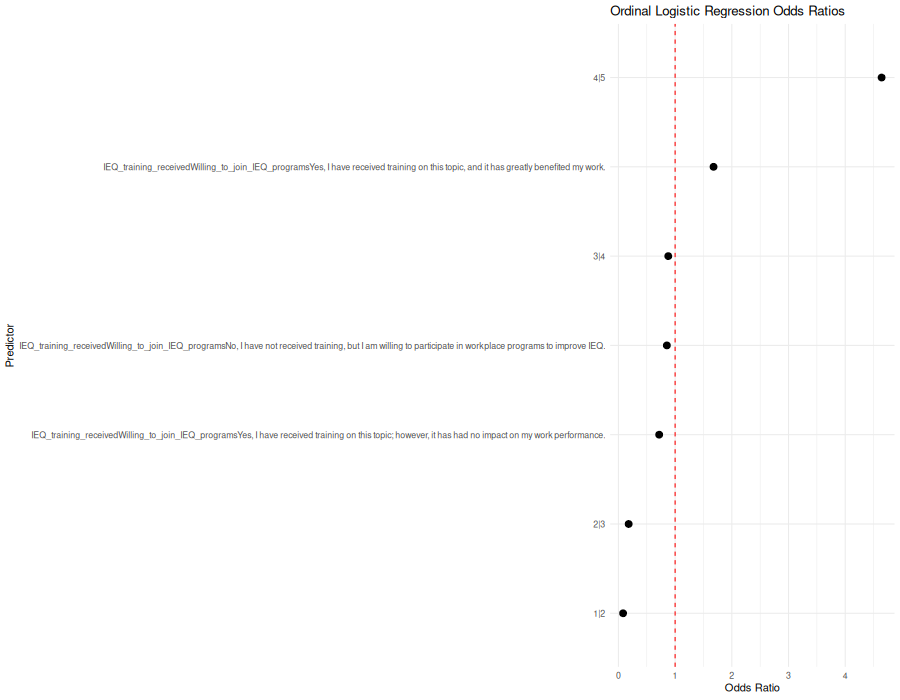 Ordinal Logistic Regression Odds Ratios
4|5
IEQ_training_receivedWilling_to_join_IEQ_programsYes, I have received training on this topic, and it has greatly benefited my work.
3|4
Predictor
IEQ_training_receivedWilling_to_join_IEQ_programsNo, I have not received training, but I am willing to participate in workplace programs to improve IEQ.
IEQ_training_receivedWilling_to_join_IEQ_programsYes, I have received training on this topic; however, it has had no impact on my work performance.
2|3
1|2
0 1 2 3 4
Odds Ratio